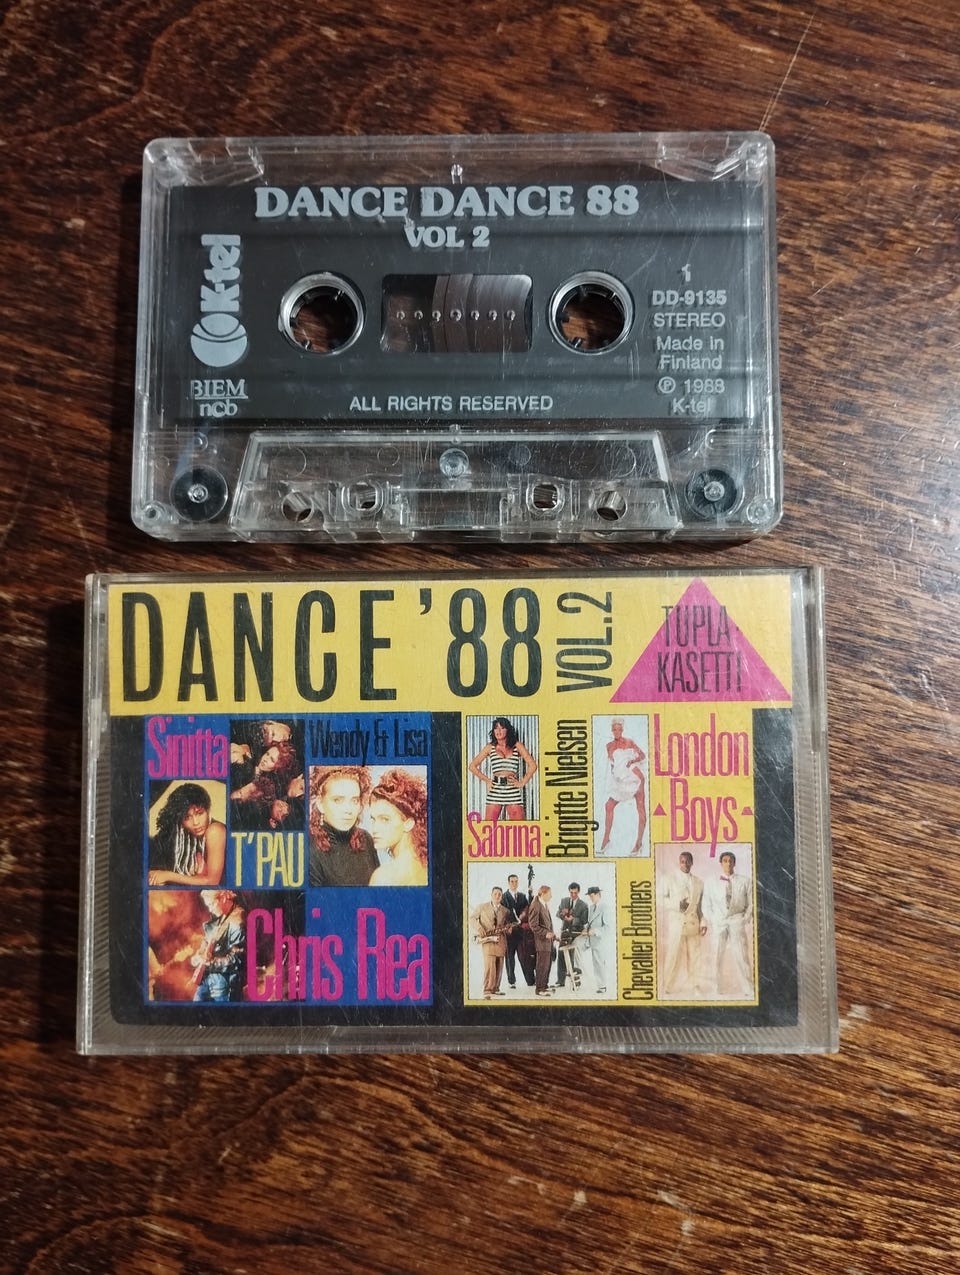 DANCE DANCE 88
VOL 2
K-tel
BIEM
ncb
1
DD-9135
STEREO
Made in
Finland
℗ 1988
K-tel
ALL RIGHTS RESERVED
DANCE '88
VOL.2
TUPLA-
KASETTI
Sinitta
T'PAU
Wendy & Lisa
Chris Rea
Sabrina
Brigitte Nielsen
London
Boys
Chevalier Brothers